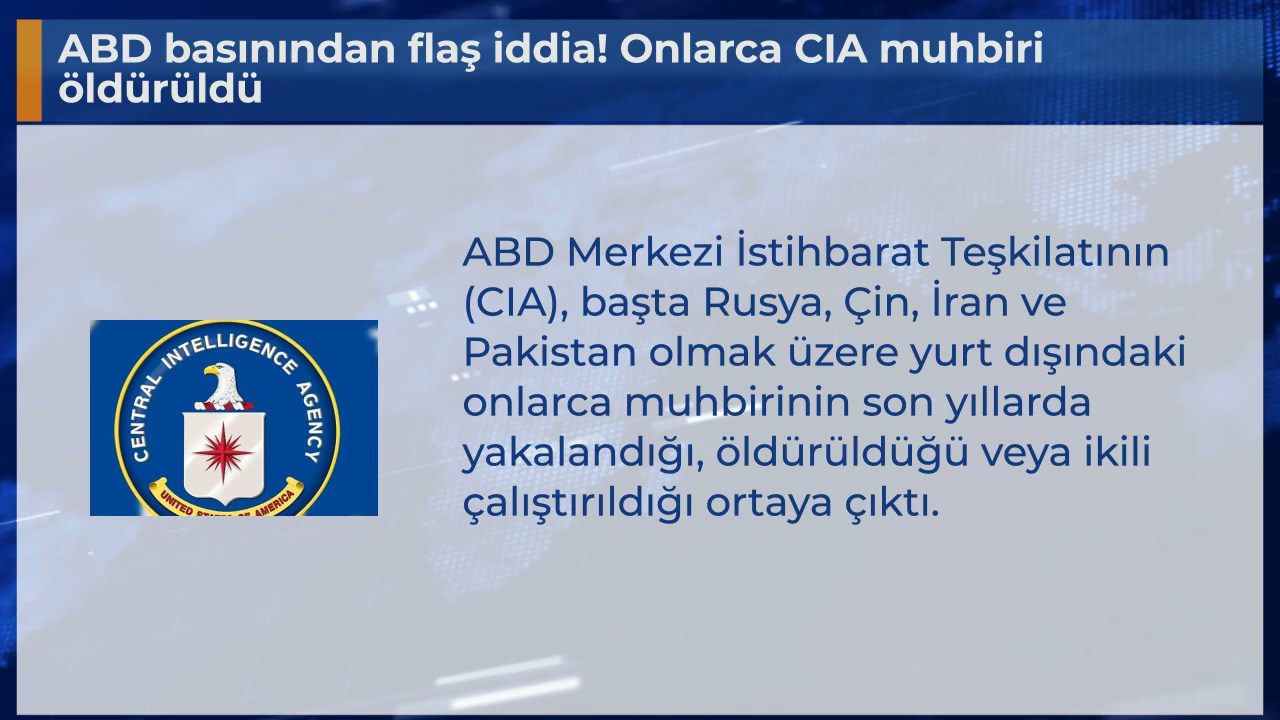 ABD basınından flaş iddia! Onlarca CIA muhbiri
öldürüldü
ABD Merkezi İstihbarat Teşkilatının
(CIA), başta Rusya, Çin, İran ve
Pakistan olmak üzere yurt dışındaki
onlarca muhbirinin son yıllarda
yakalandığı, öldürüldüğü veya ikili
çalıştırıldığı ortaya çıktı.
CENTRAL INTELLIGENCE AGENCY
UNITED STATES OF AMERICA